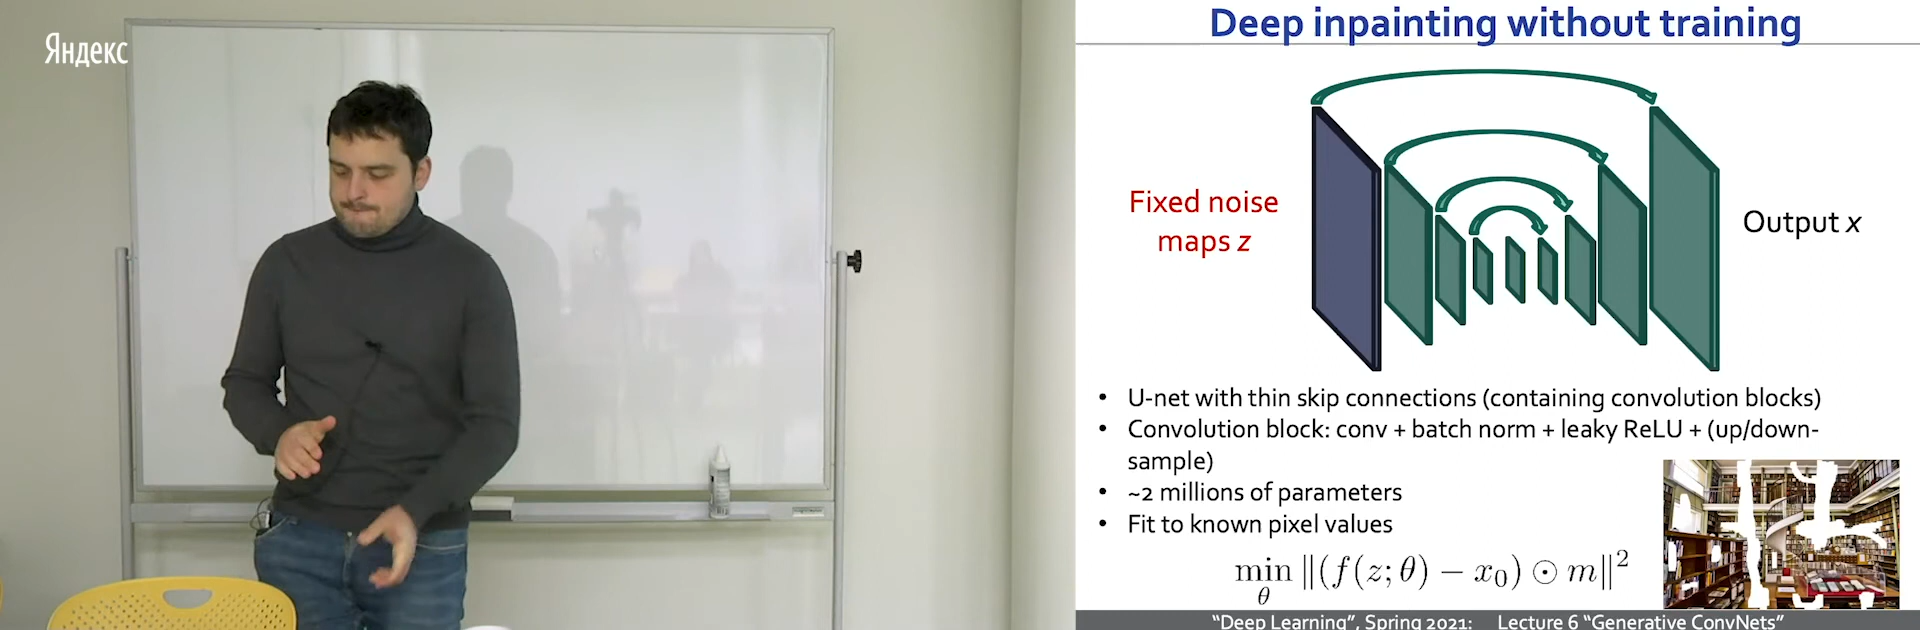 Яндекс
Deep inpainting without training
Fixed noise
maps z
Output x
• U-net with thin skip connections (containing convolution blocks)
• Convolution block: conv + batch norm + leaky ReLU + (up/down-
sample)
• ~2 millions of parameters
• Fit to known pixel values
min_θ ‖(f(z; θ) − x₀) ⊙ m‖²
"Deep Learning", Spring 2021: Lecture 6 "Generative ConvNets"